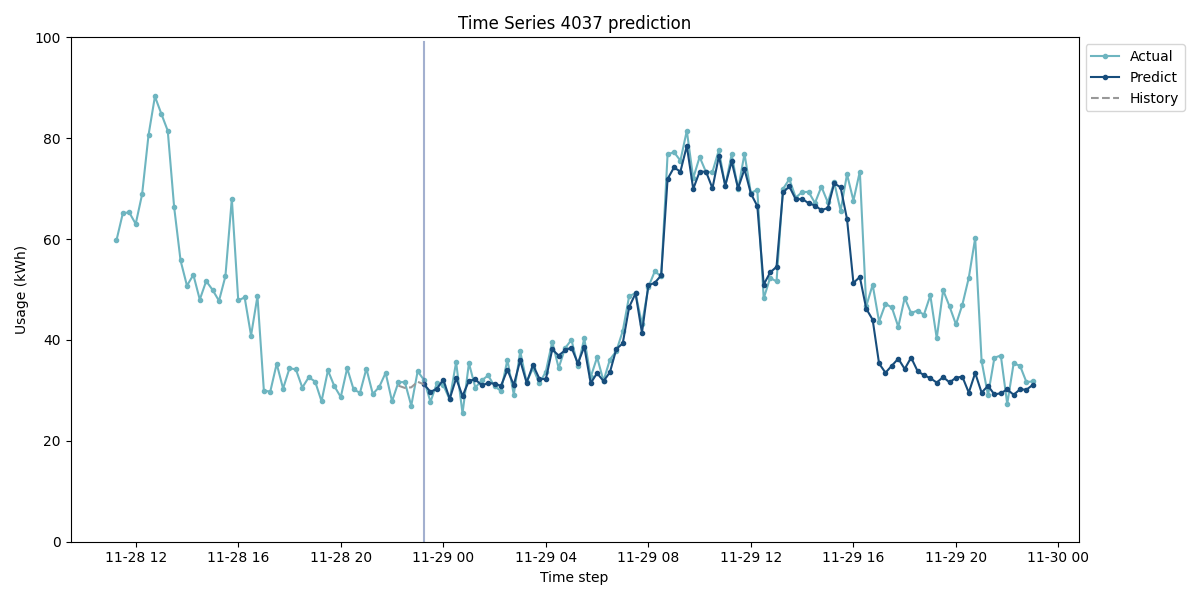 Time Series 4037 prediction
100
80
60
40
20
0
Usage (kWh)
11-28 12
11-28 16
11-28 20
11-29 00
11-29 04
11-29 08
11-29 12
11-29 16
11-29 20
11-30 00
Time step
Actual
Predict
History